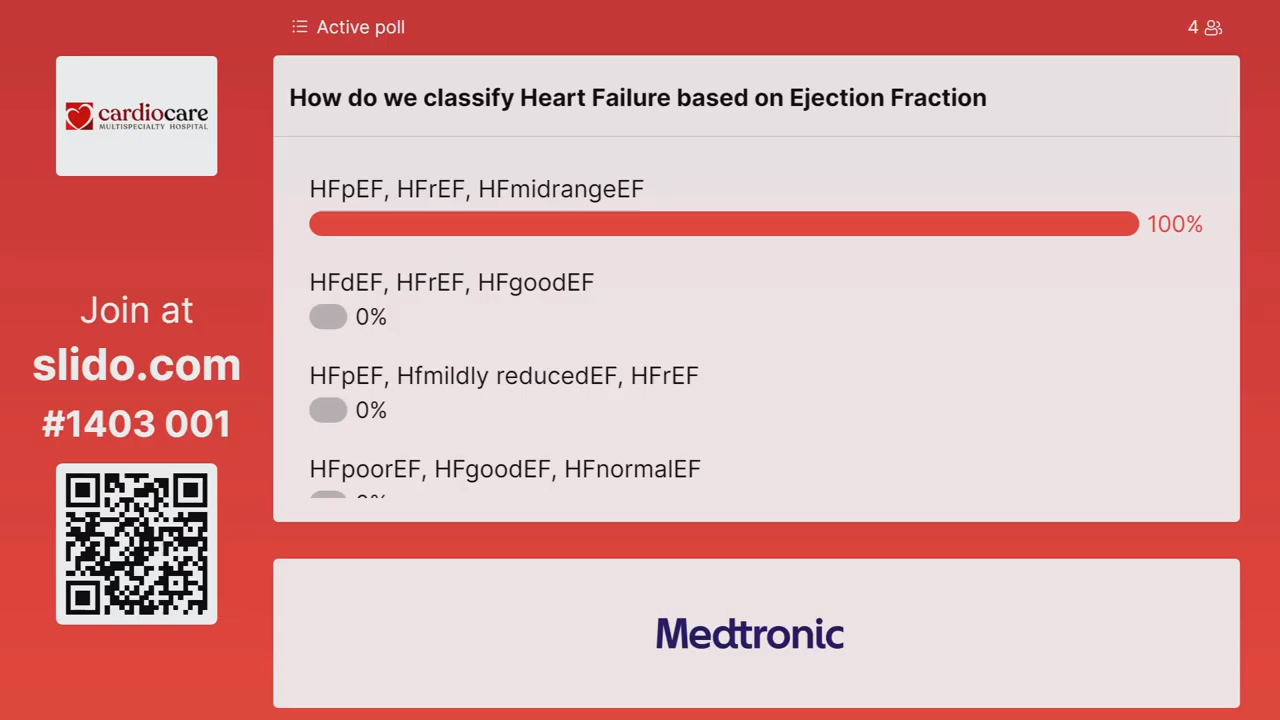 Active poll
4
cardiocare
MULTISPECIALTY HOSPITAL
How do we classify Heart Failure based on Ejection Fraction
HFpEF, HFrEF, HFmidrangeEF
100%
HFdEF, HFrEF, HFgoodEF
0%
Join at
slido.com
#1403 001
HFpEF, Hfmildly reducedEF, HFrEF
0%
HFpoorEF, HFgoodEF, HFnormalEF
0%
Medtronic